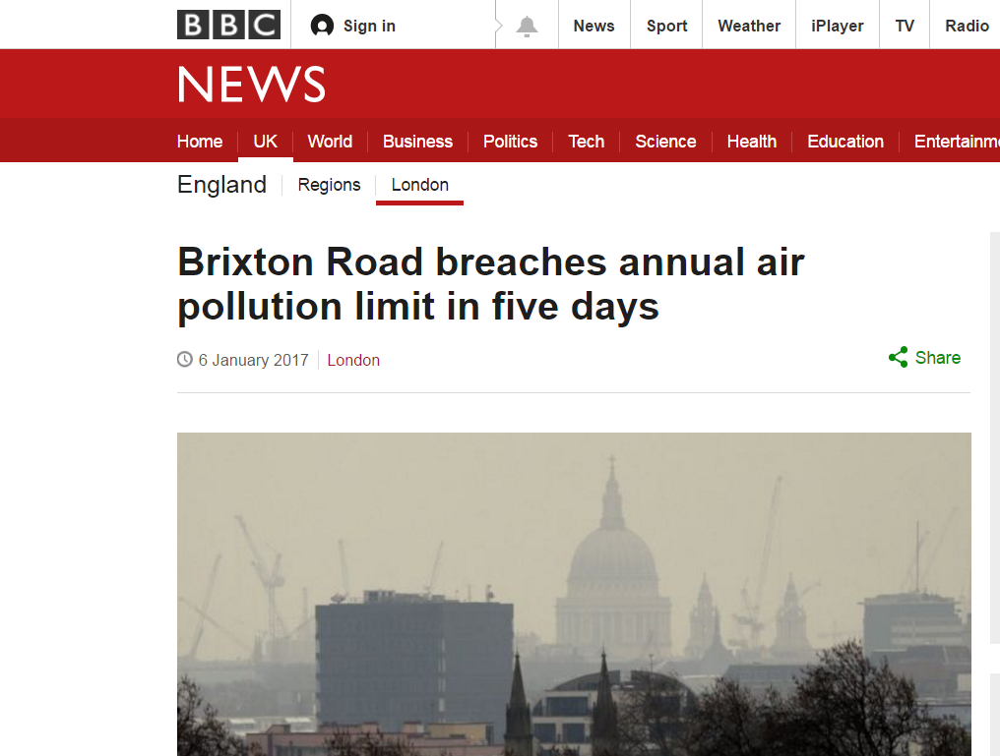 BBC Sign in News Sport Weather iPlayer TV Radio
NEWS
Home UK World Business Politics Tech Science Health Education Entertainm
England Regions London
Brixton Road breaches annual air
pollution limit in five days
6 January 2017 London Share